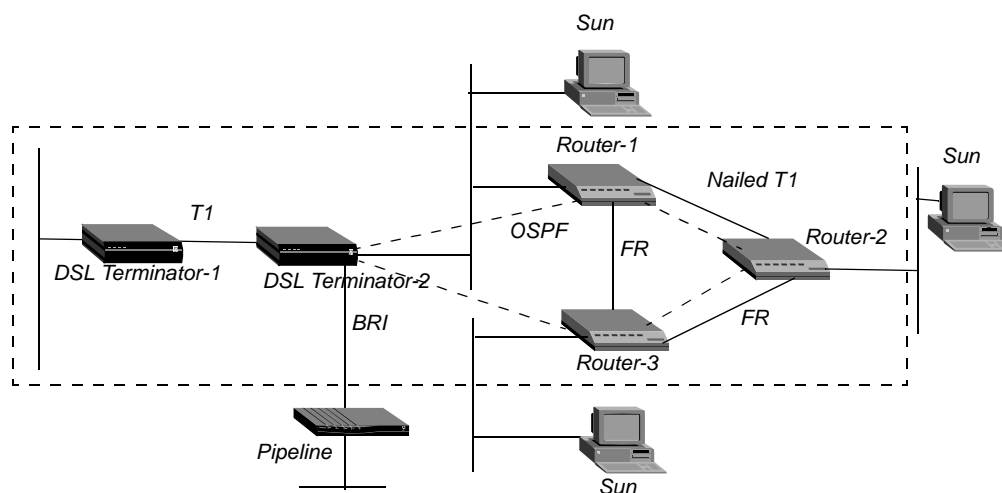 Sun
Router-1
Sun
Nailed T1
T1
OSPF
FR
Router-2
DSL Terminator-1
DSL Terminator-2
BRI
FR
Router-3
Pipeline
Sun